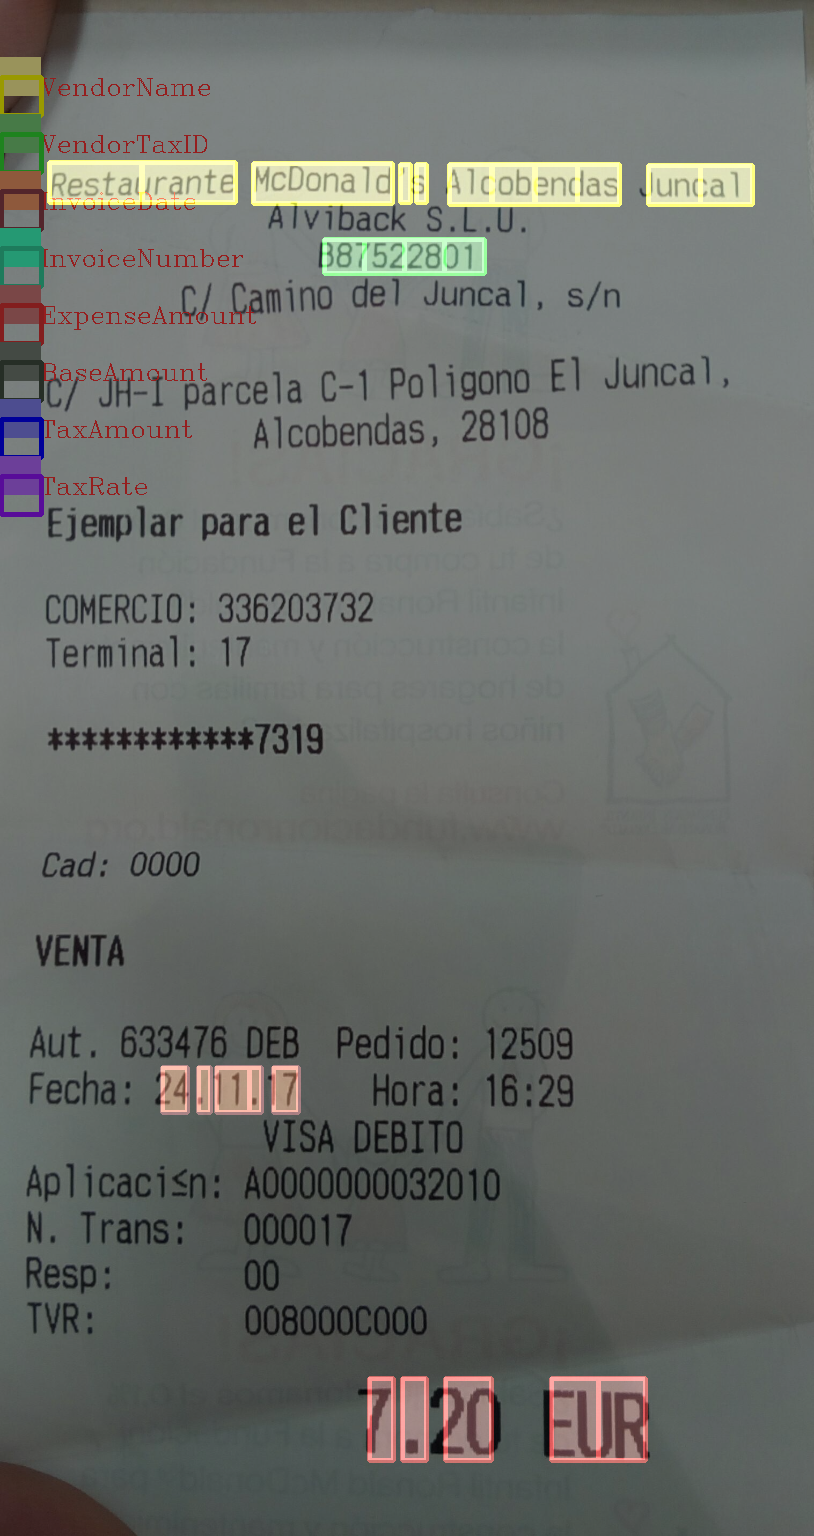 VendorName
VendorTaxID
Restaurante McDonald's Alcobendas Juncal
InvoiceDate
Alviback S.L.U.
InvoiceNumber
B87522801
C/ Camino del Juncal, s/n
ExpenseAmount
BaseAmount
C/ JH-I parcela C-1 Poligono El Juncal,
TaxAmount
Alcobendas, 28108
TaxRate
Ejemplar para el Cliente
COMERCIO: 336203732
Terminal: 17
************7319
Cad: 0000
VENTA
Aut. 633476 DEB Pedido: 12509
Fecha: 24.11.17 Hora: 16:29
VISA DEBITO
Aplicaci≤n: A0000000032010
N. Trans: 000017
Resp: 00
TVR: 008000C000
7.20 EUR